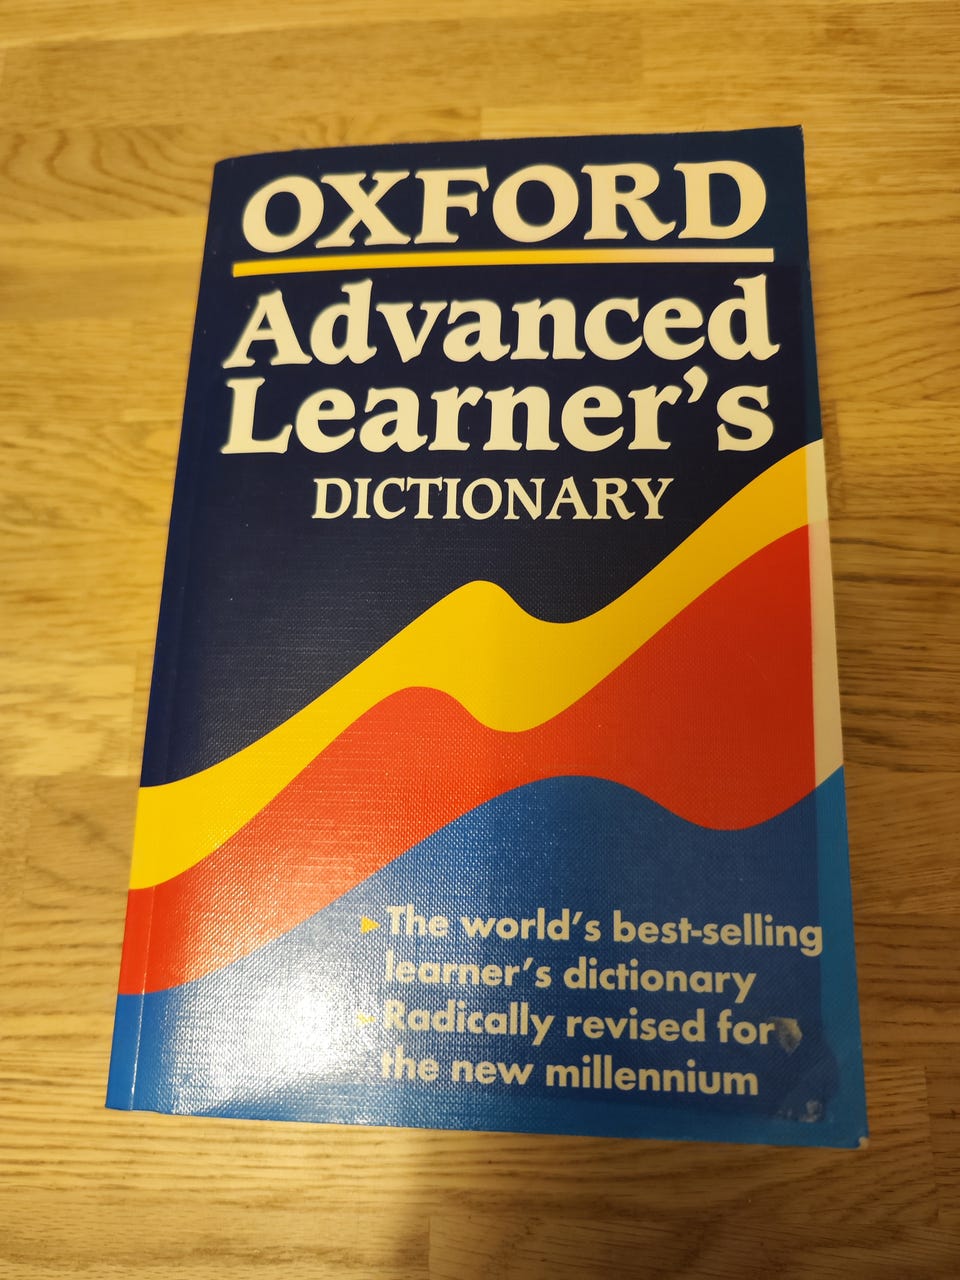 OXFORD
Advanced
Learner's
DICTIONARY
The world's best-selling
learner's dictionary
Radically revised for
the new millennium